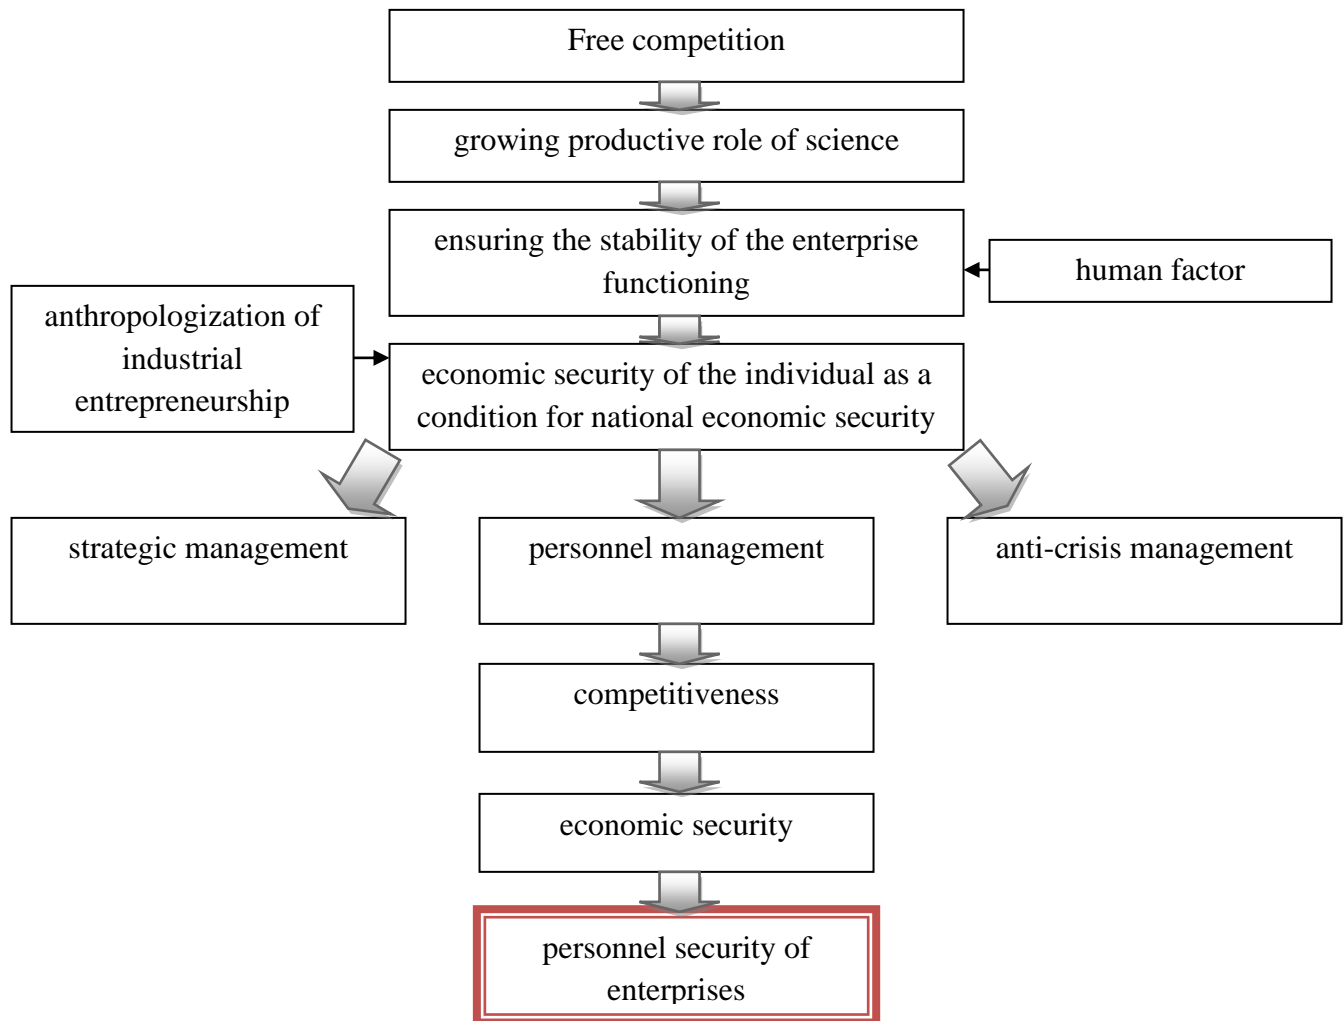 Free competition
growing productive role of science
ensuring the stability of the enterprise
functioning
human factor
anthropologization of
industrial
entrepreneurship
economic security of the individual as a
condition for national economic security
strategic management
personnel management
anti-crisis management
competitiveness
economic security
personnel security of
enterprises